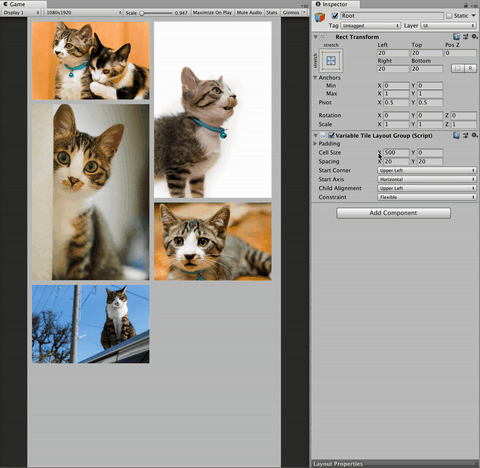 Game
Display 1 1080x1920 Scale 0.947 Maximize On Play Mute Audio Stats Gizmos
Inspector
Root Static
Tag Untagged Layer UI
Rect Transform
stretch Left Top Pos Z
stretch 20 20 0
Right Bottom
20 20 R
Anchors
Min X 0 Y 0
Max X 1 Y 1
Pivot X 0.5 Y 0.5
Rotation X 0 Y 0 Z 0
Scale X 1 Y 1 Z 1
Variable Tile Layout Group (Script)
Padding
Cell Size X 500 Y 0
Spacing X 20 Y 20
Start Corner Upper Left
Start Axis Horizontal
Child Alignment Upper Left
Constraint Flexible
Add Component
Layout Properties